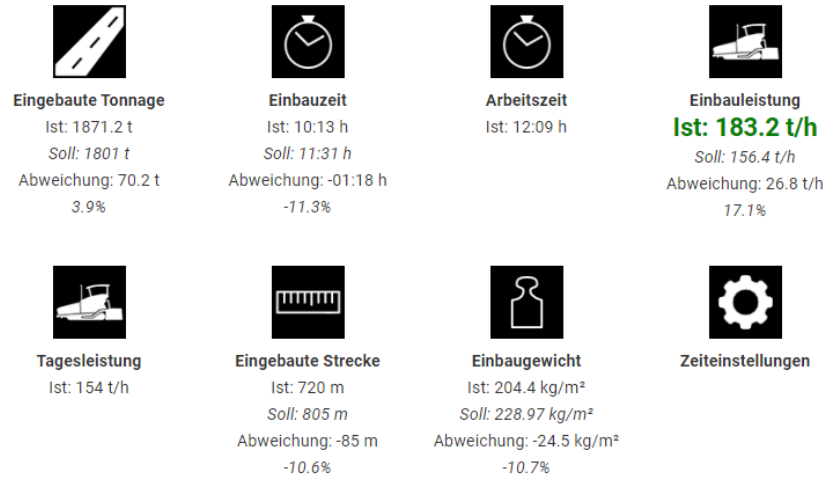 Eingebaute Tonnage
Ist: 1871.2 t
Soll: 1801 t
Abweichung: 70.2 t
3.9%
Einbauzeit
Ist: 10:13 h
Soll: 11:31 h
Abweichung: -01:18 h
-11.3%
Arbeitszeit
Ist: 12:09 h
Einbauleistung
Ist: 183.2 t/h
Soll: 156.4 t/h
Abweichung: 26.8 t/h
17.1%
Tagesleistung
Ist: 154 t/h
Eingebaute Strecke
Ist: 720 m
Soll: 805 m
Abweichung: -85 m
-10.6%
Einbaugewicht
Ist: 204.4 kg/m²
Soll: 228.97 kg/m²
Abweichung: -24.5 kg/m²
-10.7%
Zeiteinstellungen